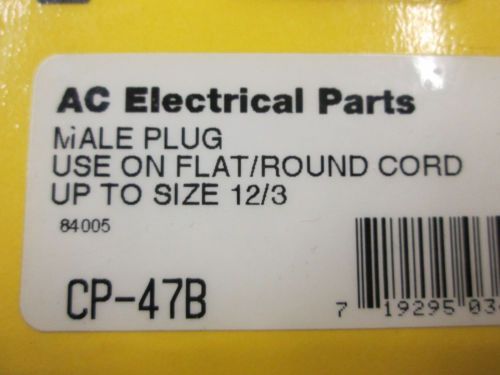 AC Electrical Parts
MALE PLUG
USE ON FLAT/ROUND CORD
UP TO SIZE 12/3
84005
CP-47B
7 19295 03